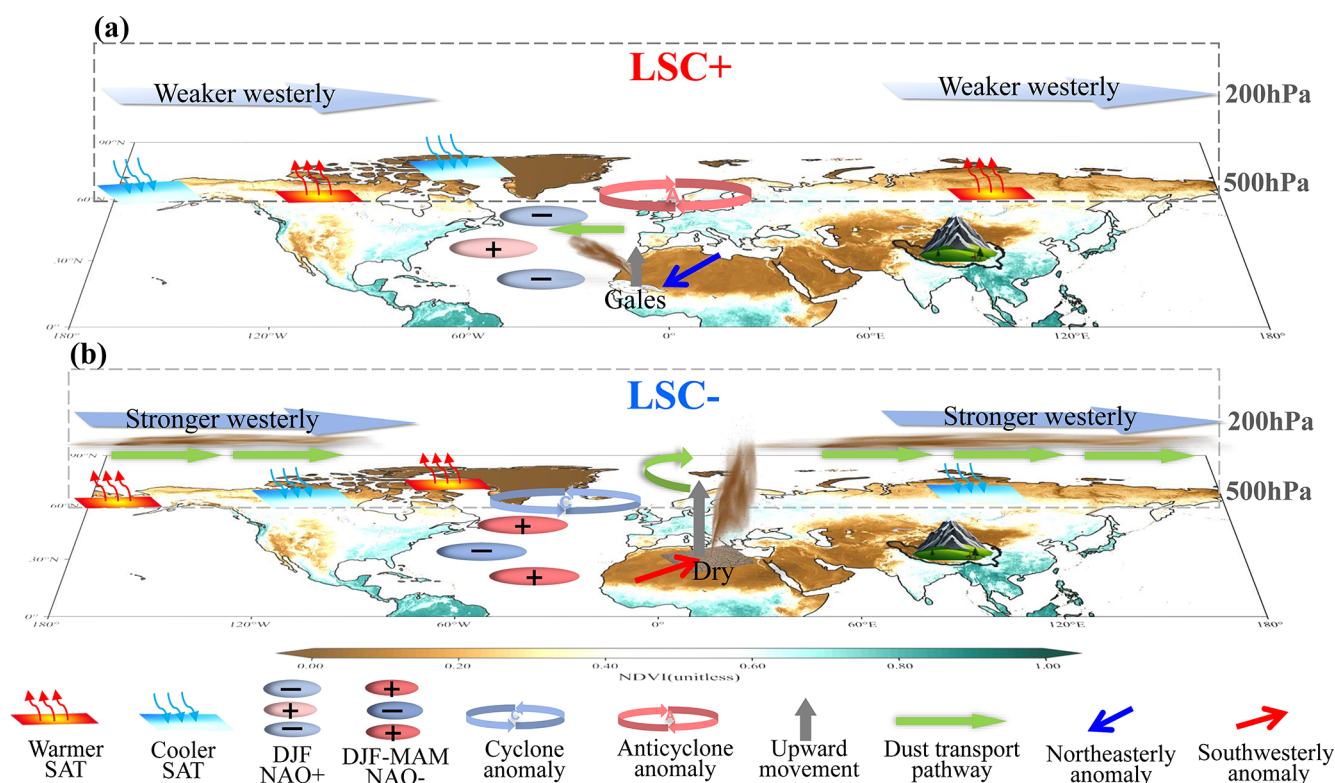 (a)
LSC+
Weaker westerly
Weaker westerly
200hPa
90°N
500hPa
60°N
A
−
+
30°N
−
Gales
0°
180°
120°W
60°W
0°
60°E
120°E
180°
(b)
LSC-
Stronger westerly
Stronger westerly
200hPa
90°N
500hPa
60°N
C
+
−
30°N
+
Dry
0°
180°
120°W
60°W
0°
60°E
120°E
180°
0.00 0.20 0.40 0.60 0.80 1.00
NDVI(unitless)
−
+
−
+
−
+
C
A
Warmer
SAT
Cooler
SAT
DJF
NAO+
DJF-MAM
NAO-
Cyclone
anomaly
Anticyclone
anomaly
Upward
movement
Dust transport
pathway
Northeasterly
anomaly
Southwesterly
anomaly